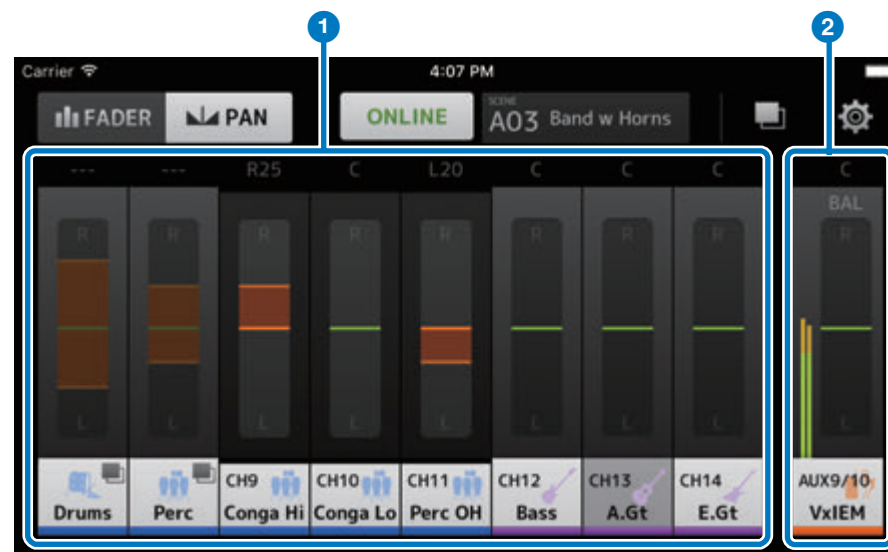 1 2
Carrier 4:07 PM
FADER PAN ONLINE SCENE A03 Band w Horns
--- --- R25 C L20 C C C C
BAL
R R R R R R R R R
L L L L L L L L L
CH9 CH10 CH11 CH12 CH13 CH14 AUX9/10
Drums Perc Conga Hi Conga Lo Perc OH Bass A.Gt E.Gt VxIEM